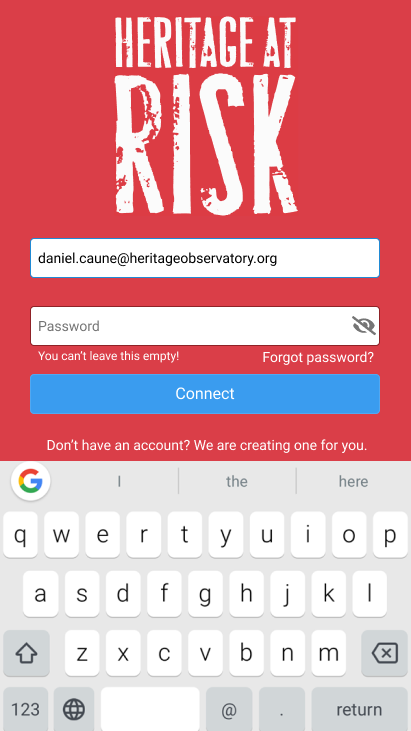 HERITAGE AT
RISK
daniel.caune@heritageobservatory.org
Password
You can't leave this empty! Forgot password?
Connect
Don't have an account? We are creating one for you.
G I the here
q w e r t y u i o p
a s d f g h j k l
z x c v b n m
123 @ . return